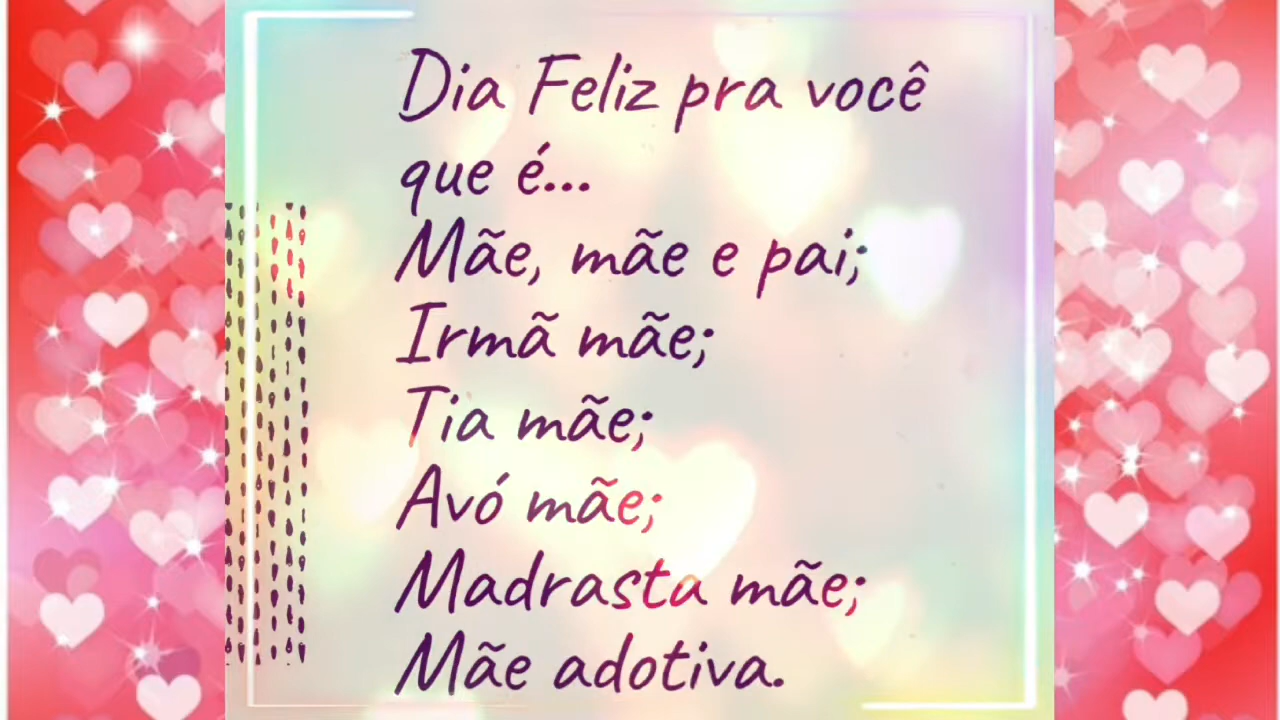 Dia Feliz pra você
que é...
Mãe, mãe e pai;
Irmã mãe;
Tia mãe;
Avó mãe;
Madrasta mãe;
Mãe adotiva.